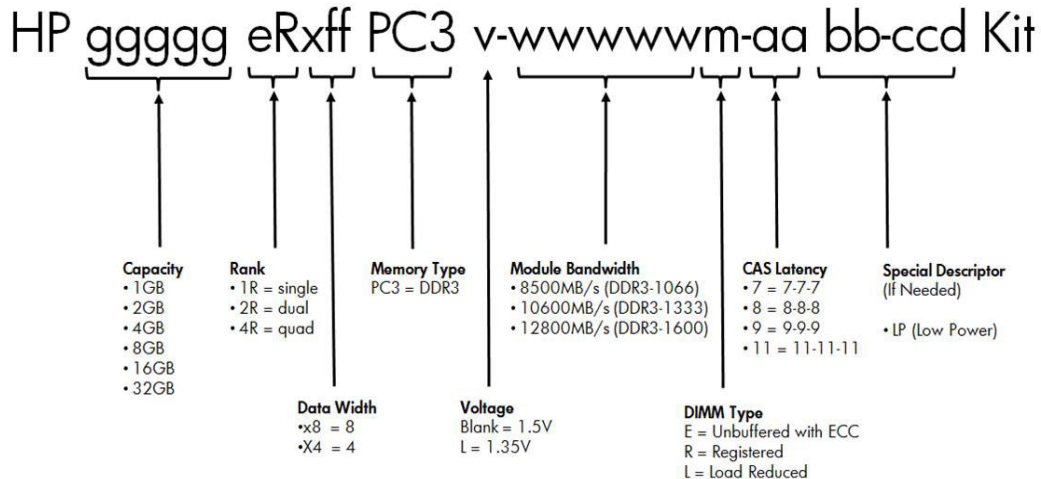 HP ggggg eRxff PC3 v-wwwwwm-aa bb-ccd Kit
Capacity
• 1GB
• 2GB
• 4GB
• 8GB
• 16GB
• 32GB
Rank
• 1R = single
• 2R = dual
• 4R = quad
Memory Type
PC3 = DDR3
Module Bandwidth
• 8500MB/s (DDR3-1066)
• 10600MB/s (DDR3-1333)
• 12800MB/s (DDR3-1600)
CAS Latency
• 7 = 7-7-7
• 8 = 8-8-8
• 9 = 9-9-9
• 11 = 11-11-11
Special Descriptor
(If Needed)
• LP (Low Power)
Data Width
•x8 = 8
•X4 = 4
Voltage
Blank = 1.5V
L = 1.35V
DIMM Type
E = Unbuffered with ECC
R = Registered
L = Load Reduced